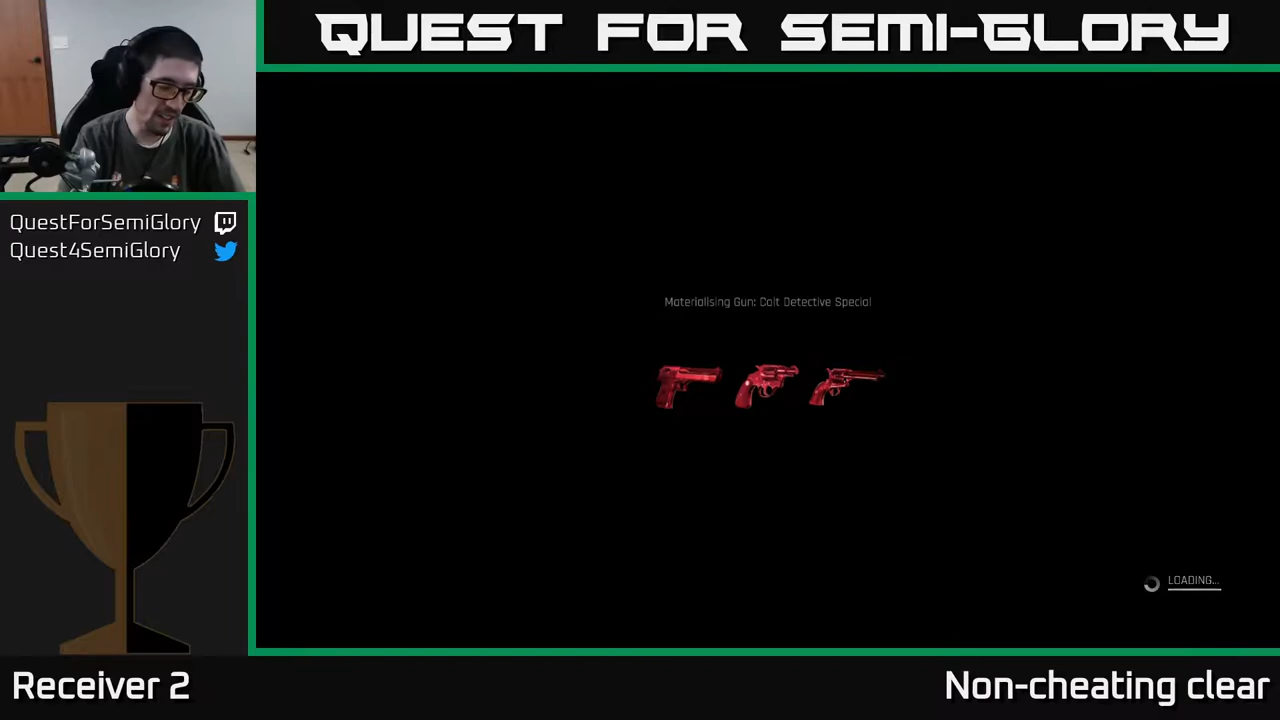 QUEST FOR SEMI-GLORY
QuestForSemiGlory
Quest4SemiGlory
Materialising Gun: Colt Detective Special
LOADING...
Receiver 2
Non-cheating clear